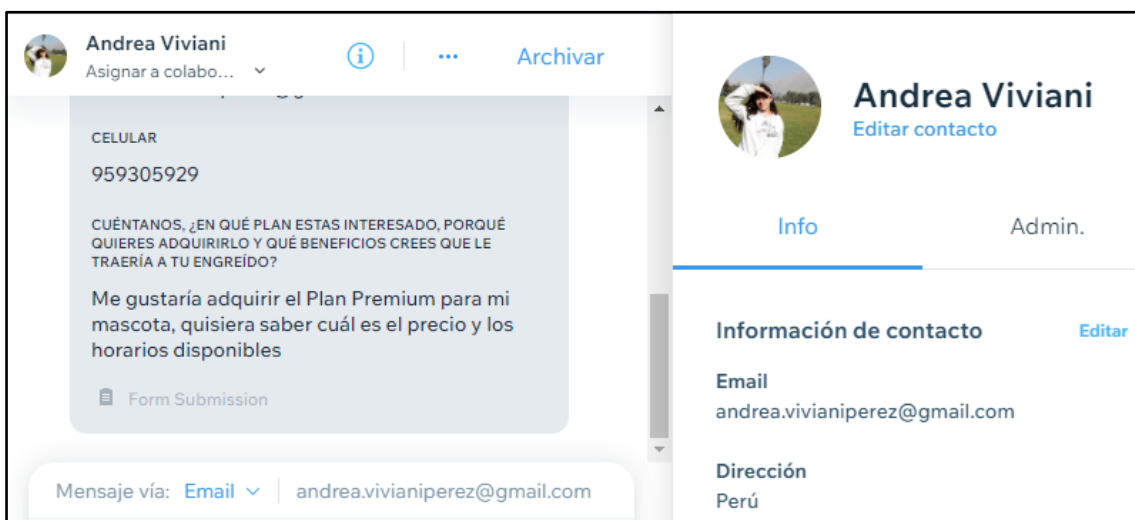 Andrea Viviani
Asignar a colabo...
Archivar
CELULAR
959305929
CUÉNTANOS, ¿EN QUÉ PLAN ESTAS INTERESADO, PORQUÉ
QUIERES ADQUIRIRLO Y QUÉ BENEFICIOS CREES QUE LE
TRAERÍA A TU ENGREÍDO?
Me gustaría adquirir el Plan Premium para mi
mascota, quisiera saber cuál es el precio y los
horarios disponibles
Form Submission
Mensaje vía: Email andrea.vivianiperez@gmail.com
Andrea Viviani
Editar contacto
Info Admin.
Información de contacto Editar
Email
andrea.vivianiperez@gmail.com
Dirección
Perú